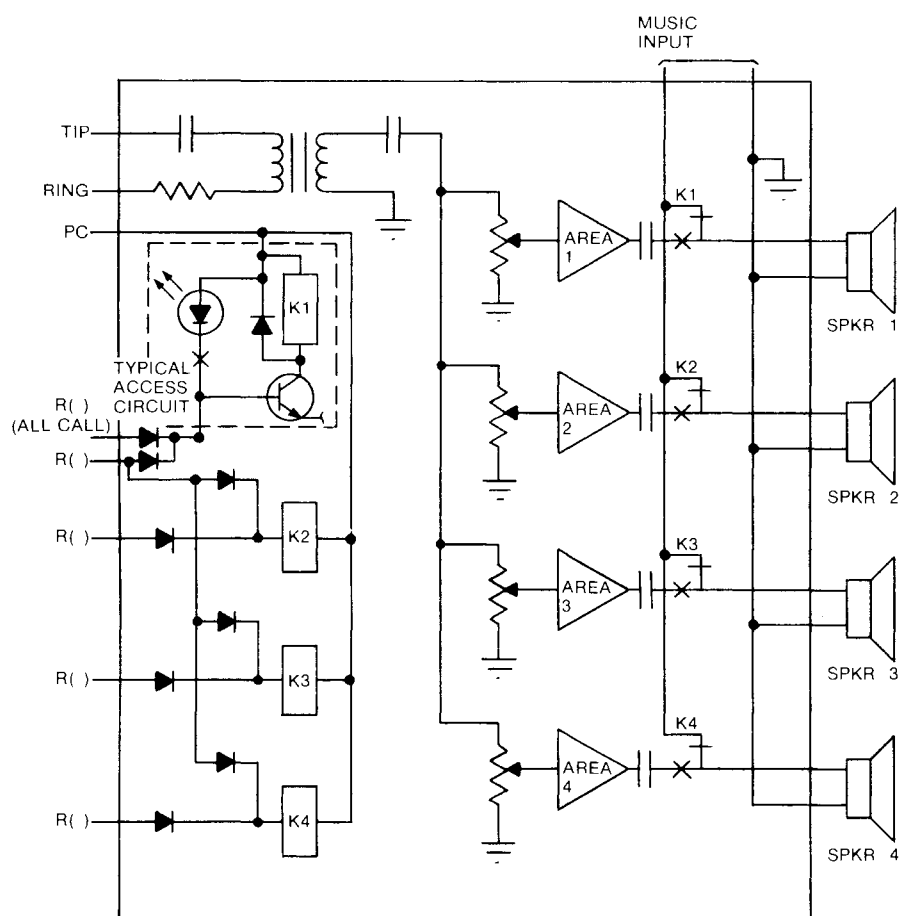 MUSIC
INPUT
TIP
RING
PC
K1
TYPICAL
ACCESS
CIRCUIT
R( )
(ALL CALL)
R( )
R( )
K2
R( )
K3
R( )
K4
AREA
1
K1
SPKR 1
AREA
2
K2
SPKR 2
AREA
3
K3
SPKR 3
AREA
4
K4
SPKR 4